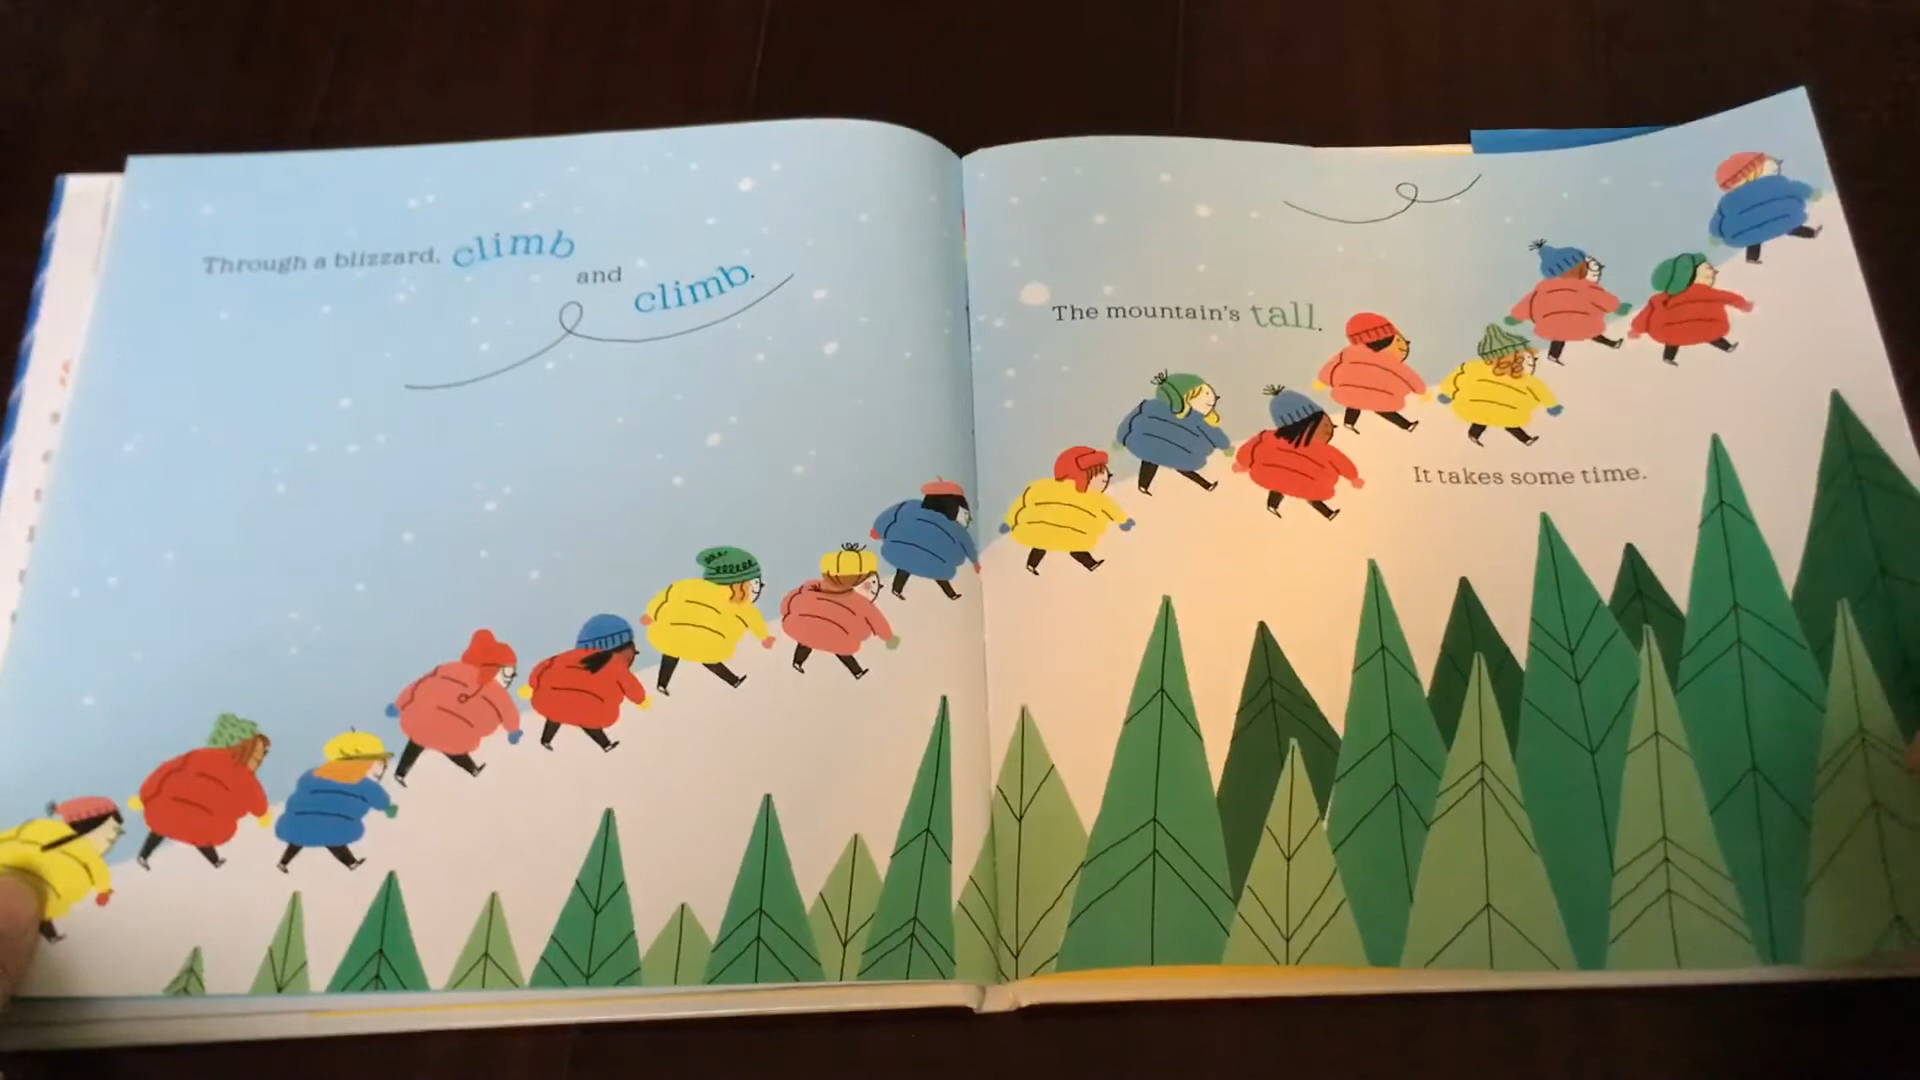 Through a blizzard, climb
and
climb.
The mountain's tall.
It takes some time.